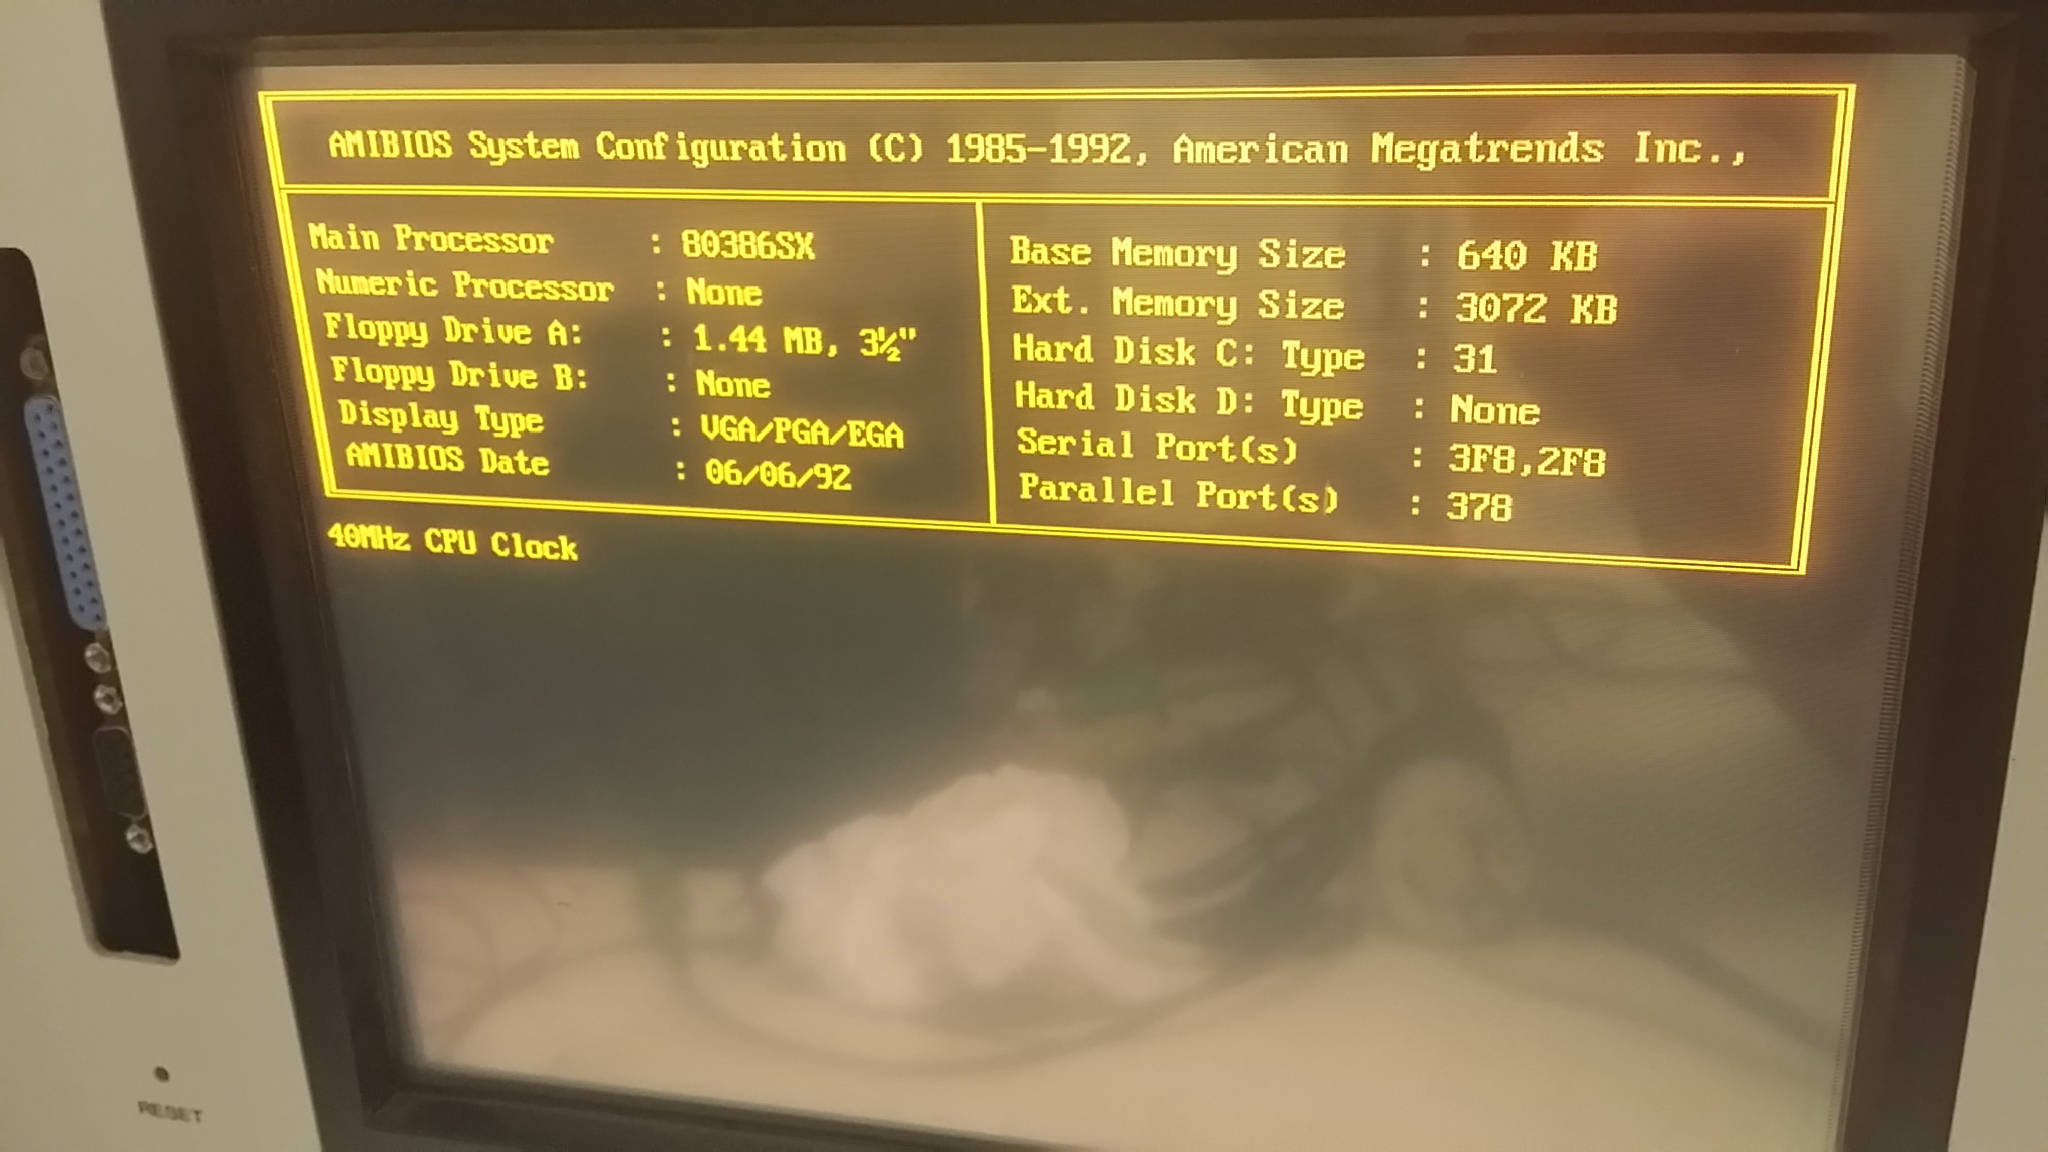 AMIBIOS System Configuration (C) 1985-1992, American Megatrends Inc.,
Main Processor : 80386SX
Numeric Processor : None
Floppy Drive A: : 1.44 MB, 3½"
Floppy Drive B: : None
Display Type : VGA/PGA/EGA
AMIBIOS Date : 06/06/92
Base Memory Size : 640 KB
Ext. Memory Size : 3072 KB
Hard Disk C: Type : 31
Hard Disk D: Type : None
Serial Port(s) : 3F8,2F8
Parallel Port(s) : 378
40MHz CPU Clock
RESET